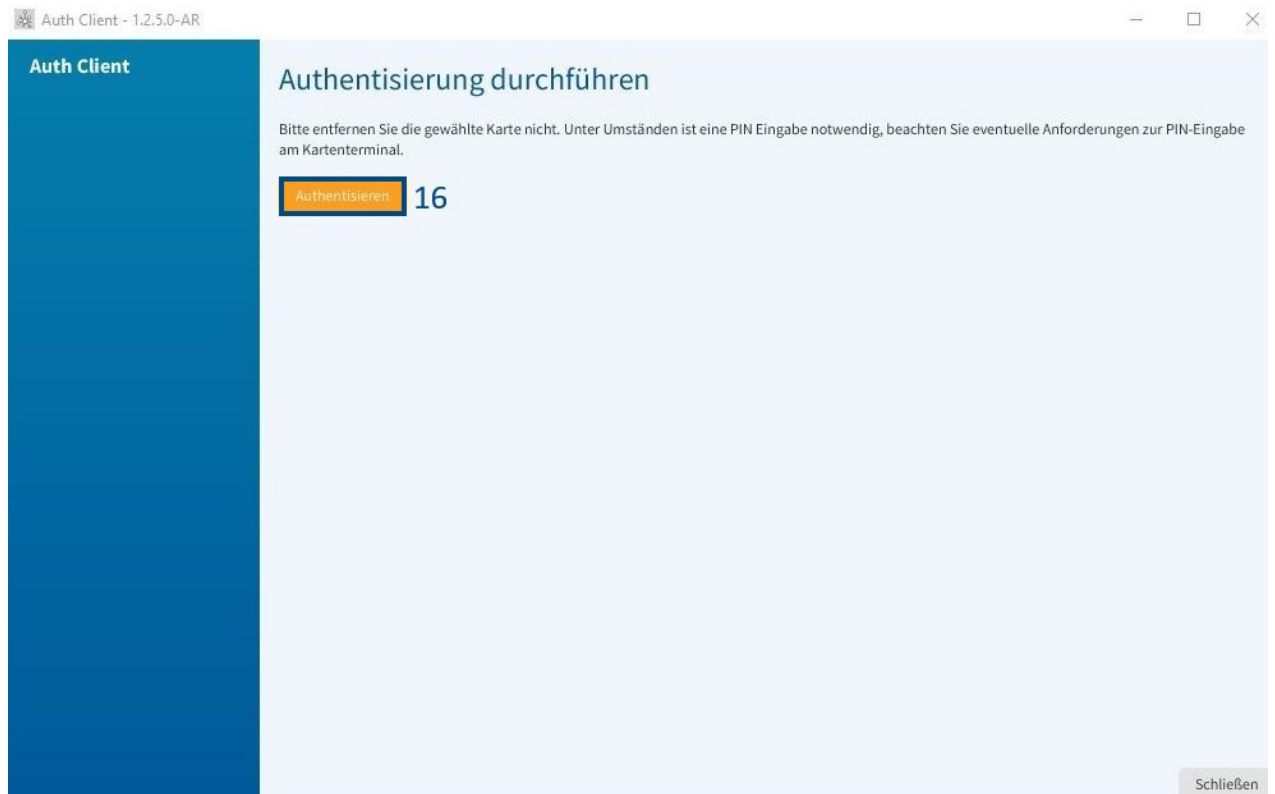 Auth Client - 1.2.5.0-AR
Auth Client
Authentisierung durchführen
Bitte entfernen Sie die gewählte Karte nicht. Unter Umständen ist eine PIN Eingabe notwendig, beachten Sie eventuelle Anforderungen zur PIN-Eingabe
am Kartenterminal.
Authentisieren 16
Schließen